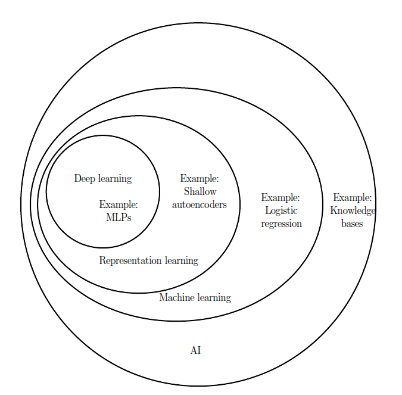 Deep learning
Example:
MLPs
Example:
Shallow
autoencoders
Example:
Logistic
regression
Example:
Knowledge
bases
Representation learning
Machine learning
AI